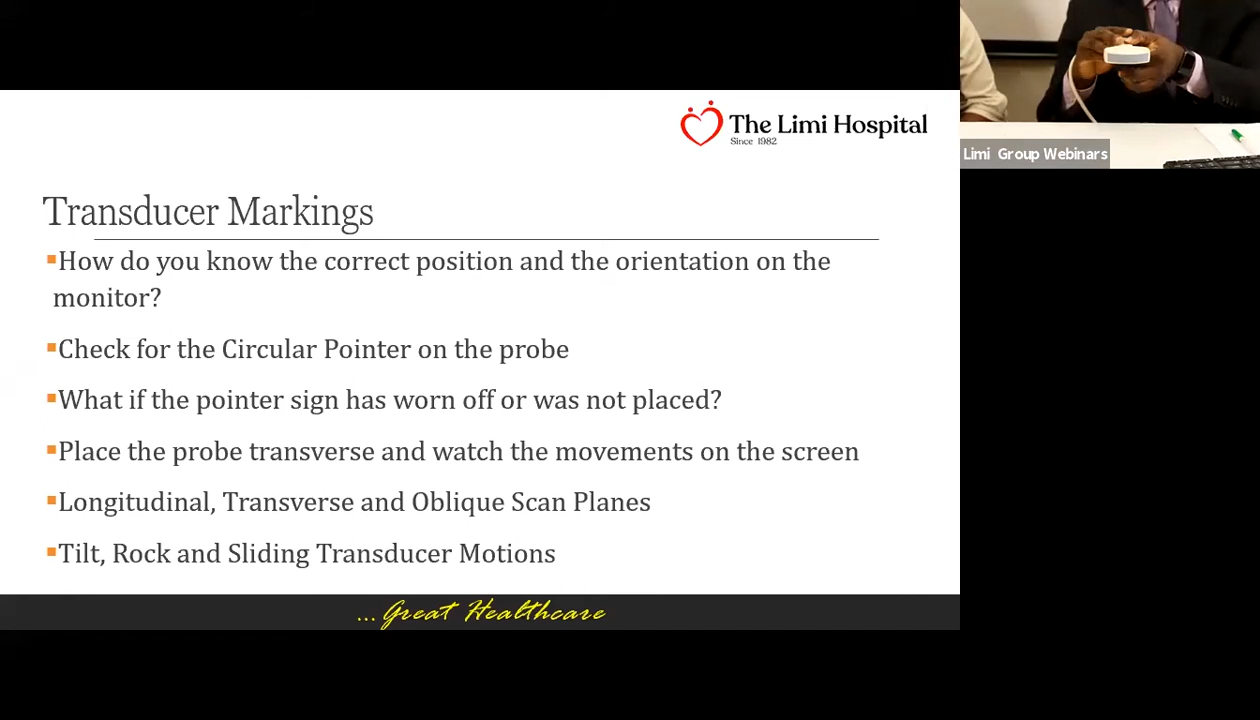 The Limi Hospital
Since 1982
Limi Group Webinars
Transducer Markings
▪How do you know the correct position and the orientation on the
monitor?
▪Check for the Circular Pointer on the probe
▪What if the pointer sign has worn off or was not placed?
▪Place the probe transverse and watch the movements on the screen
▪Longitudinal, Transverse and Oblique Scan Planes
▪Tilt, Rock and Sliding Transducer Motions
... Great Healthcare